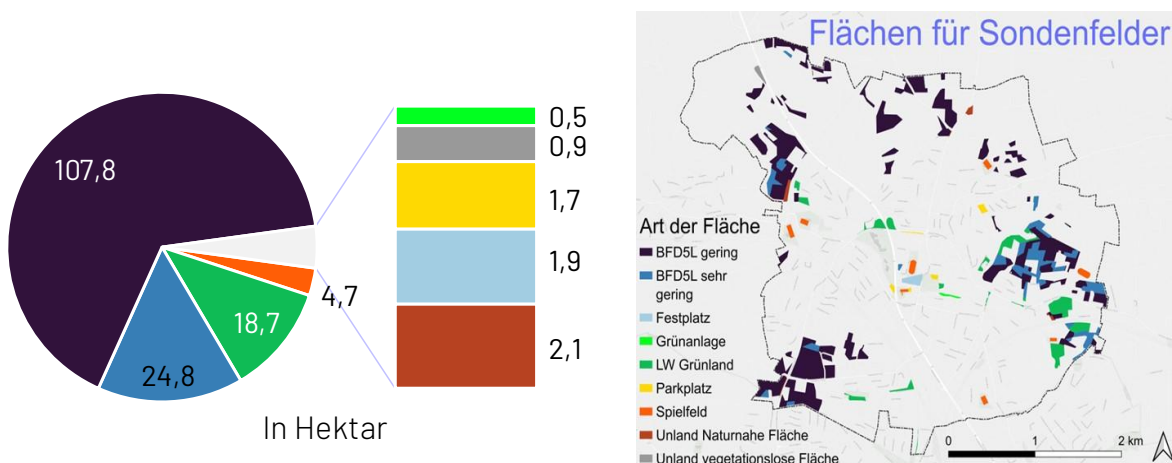 107,8
24,8
18,7
4,7
0,5
0,9
1,7
1,9
2,1
In Hektar
Flächen für Sondenfelder
Art der Fläche
BFD5L gering
BFD5L sehr
gering
Festplatz
Grünanlage
LW Grünland
Parkplatz
Spielfeld
Unland Naturnahe Fläche
Unland vegetationslose Fläche
0 1 2 km